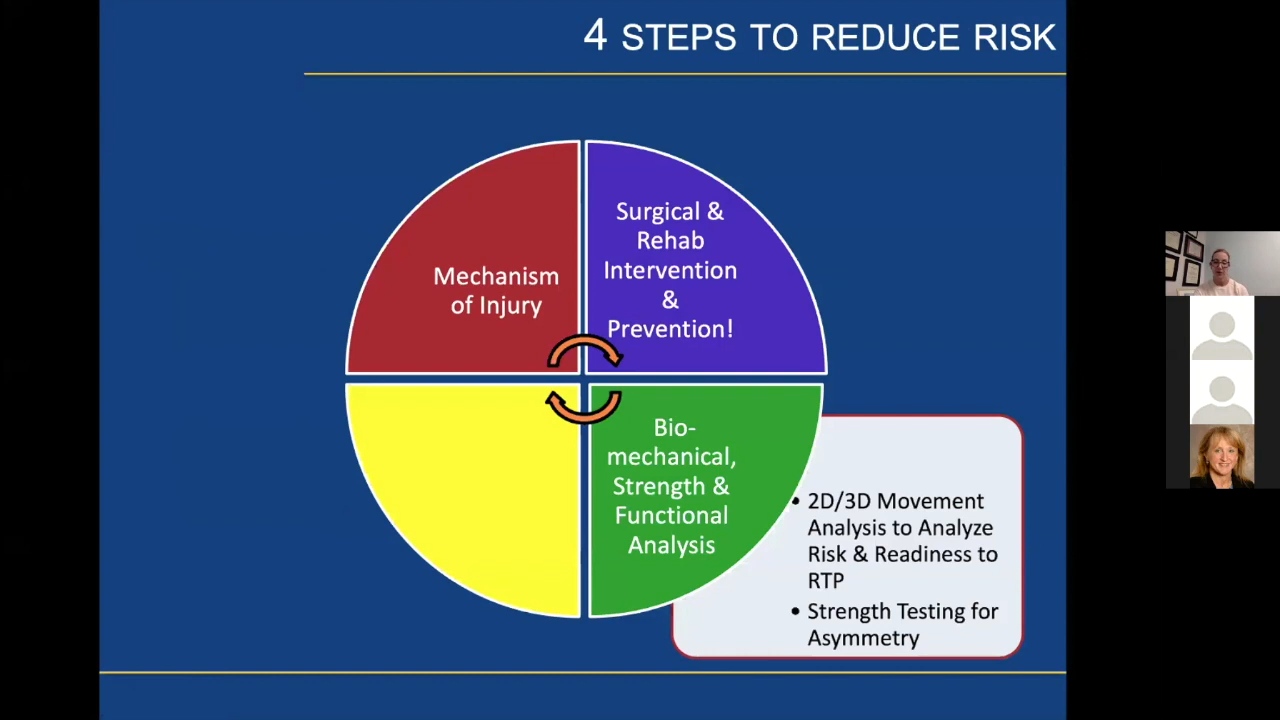 4 STEPS TO REDUCE RISK
Mechanism
of Injury
Surgical &
Rehab
Intervention
&
Prevention!
Bio-
mechanical,
Strength &
Functional
Analysis
• 2D/3D Movement
Analysis to Analyze
Risk & Readiness to
RTP
• Strength Testing for
Asymmetry